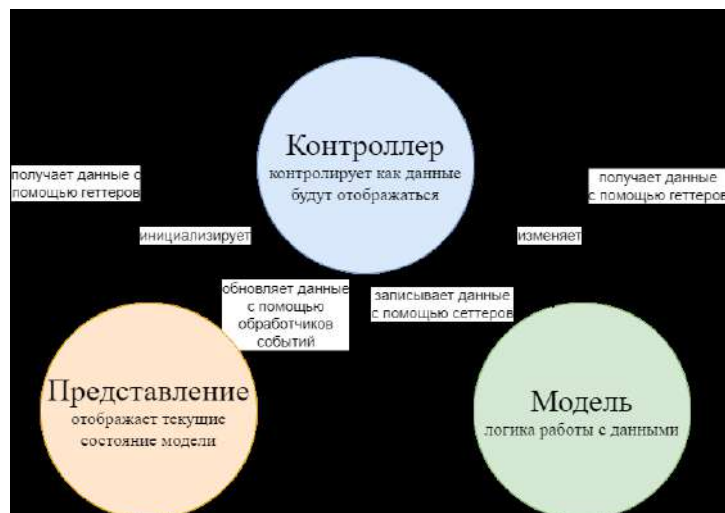 Контроллер
контролирует как данные
будут отображаться
получает данные с
помощью геттеров
получает данные
с помощью геттеров
инициализирует
изменяет
обновляет данные
с помощью
обработчиков
событий
записывает данные
с помощью сеттеров
Представление
отображает текущие
состояние модели
Модель
логика работы с данными